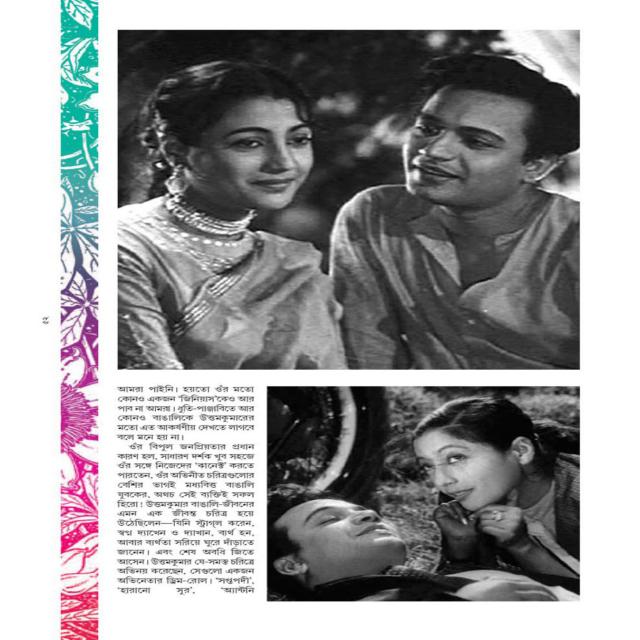 ৫২
আমরা পাইনি। হয়তো ওঁর মতো
কোনও একজন ‘জিনিয়াস’কেও আর
পাব না আমরা। ধুতি-পাঞ্জাবিতে আর
কোনও বাঙালিকে উত্তমকুমারের
মতো এত আকর্ষণীয় দেখতে লাগবে
বলে মনে হয় না।
ওঁর বিপুল জনপ্রিয়তার প্রধান
কারণ হল, সাধারণ দর্শক খুব সহজে
ওঁর সঙ্গে নিজেদের ‘কানেক্ট’ করতে
পারতেন, ওঁর অভিনীত চরিত্রগুলোর
বেশির ভাগই মধ্যবিত্ত বাঙালি
যুবকের, অথচ সেই ব্যক্তিই সফল
হিরো! উত্তমকুমার বাঙালি-জীবনের
এমন এক জীবন্ত চরিত্র হয়ে
উঠেছিলেন—যিনি স্ট্রাগ্‌ল করেন,
স্বপ্ন দ্যাখেন ও দ্যাখান, ব্যর্থ হন,
আবার ব্যর্থতা সরিয়ে ঘুরে দাঁড়াতে
জানেন। এবং শেষ অবধি জিতে
আসেন। উত্তমকুমার যে-সমস্ত চরিত্রে
অভিনয় করেছেন, সেগুলো একজন
অভিনেতার ড্রিম-রোল। ‘সপ্তপদী’,
‘হারানো সুর’, ‘অ্যান্টনি